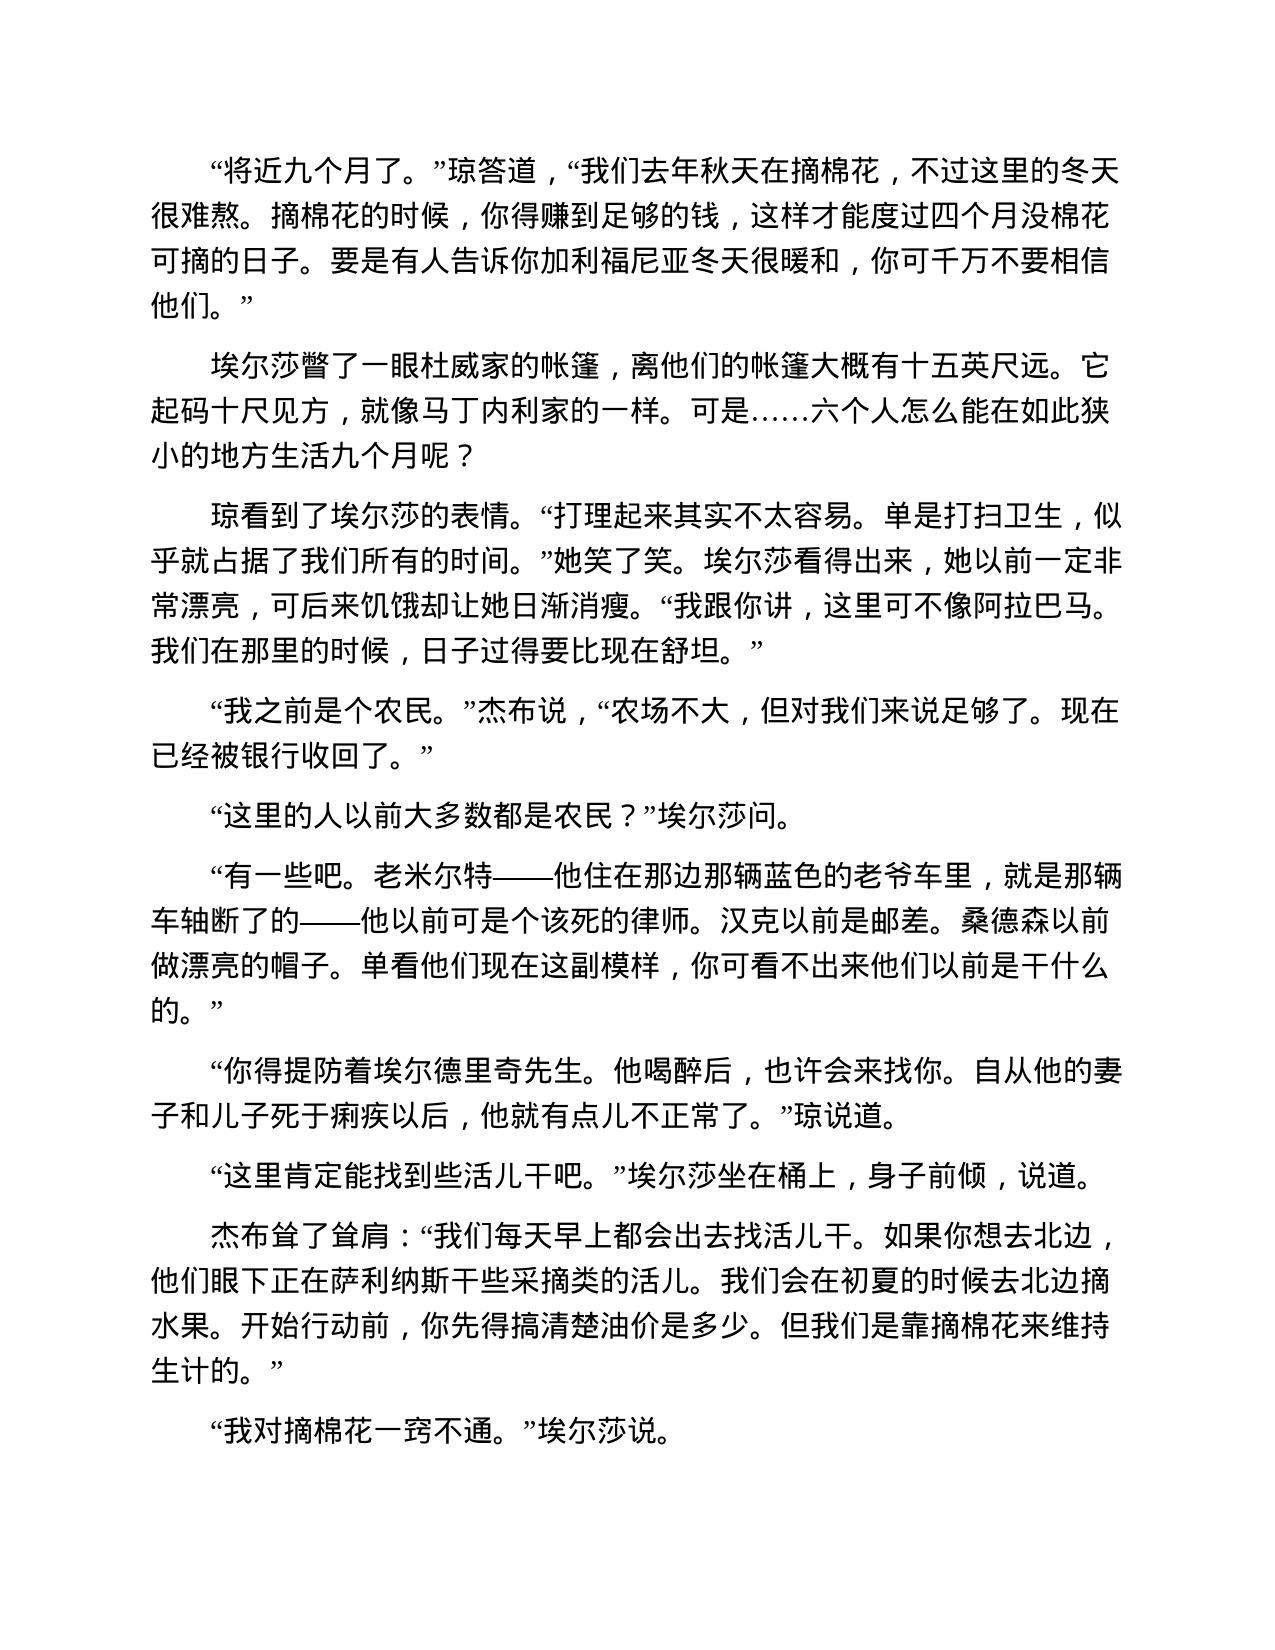 “将近九个月了。”琼答道，“我们去年秋天在摘棉花，不过这里的冬天
很难熬。摘棉花的时候，你得赚到足够的钱，这样才能度过四个月没棉花
可摘的日子。要是有人告诉你加利福尼亚冬天很暖和，你可千万不要相信
他们。”
埃尔莎瞥了一眼杜威家的帐篷，离他们的帐篷大概有十五英尺远。它
起码十尺见方，就像马丁内利家的一样。可是……六个人怎么能在如此狭
小的地方生活九个月呢？
琼看到了埃尔莎的表情。“打理起来其实不太容易。单是打扫卫生，似
乎就占据了我们所有的时间。”她笑了笑。埃尔莎看得出来，她以前一定非
常漂亮，可后来饥饿却让她日渐消瘦。“我跟你讲，这里可不像阿拉巴马。
我们在那里的时候，日子过得要比现在舒坦。”
“我之前是个农民。”杰布说，“农场不大，但对我们来说足够了。现在
已经被银行收回了。”
“这里的人以前大多数都是农民？”埃尔莎问。
“有一些吧。老米尔特——他住在那边那辆蓝色的老爷车里，就是那辆
车轴断了的——他以前可是个该死的律师。汉克以前是邮差。桑德森以前
做漂亮的帽子。单看他们现在这副模样，你可看不出来他们以前是干什么
的。”
“你得提防着埃尔德里奇先生。他喝醉后，也许会来找你。自从他的妻
子和儿子死于痢疾以后，他就有点儿不正常了。”琼说道。
“这里肯定能找到些活儿干吧。”埃尔莎坐在桶上，身子前倾，说道。
杰布耸了耸肩：“我们每天早上都会出去找活儿干。如果你想去北边，
他们眼下正在萨利纳斯干些采摘类的活儿。我们会在初夏的时候去北边摘
水果。开始行动前，你先得搞清楚油价是多少。但我们是靠摘棉花来维持
生计的。”
“我对摘棉花一窍不通。”埃尔莎说。